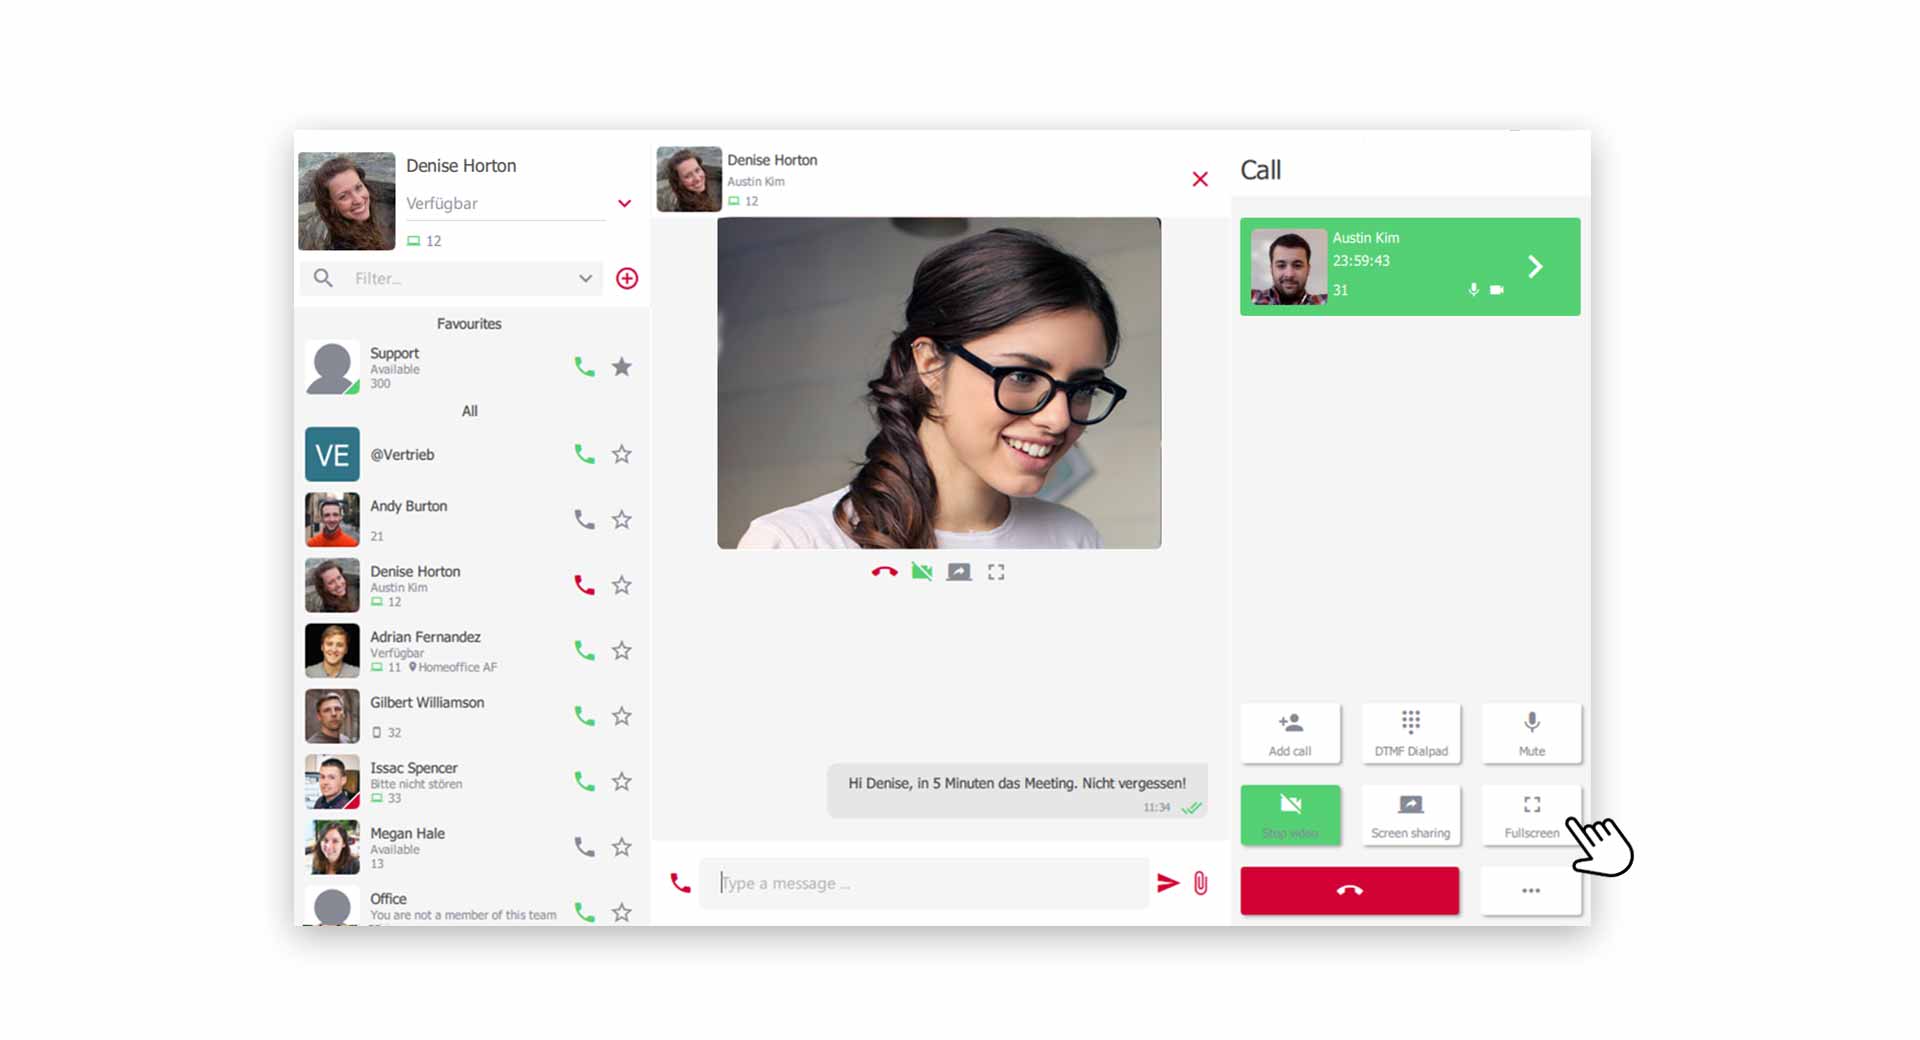 Denise Horton
Verfügbar
12
Filter...
Favourites
Support
Available
300
All
VE
@Vertrieb
Andy Burton
21
Denise Horton
Austin Kim
12
Adrian Fernandez
Verfügbar
11 Homeoffice AF
Gilbert Williamson
32
Issac Spencer
Bitte nicht stören
33
Megan Hale
Available
13
Office
You are not a member of this team
Denise Horton
Austin Kim
12
Hi Denise, in 5 Minuten das Meeting. Nicht vergessen!
11:34
Type a message ...
Call
Austin Kim
23:59:43
31
Add call
DTMF Dialpad
Mute
Stop video
Screen sharing
Fullscreen